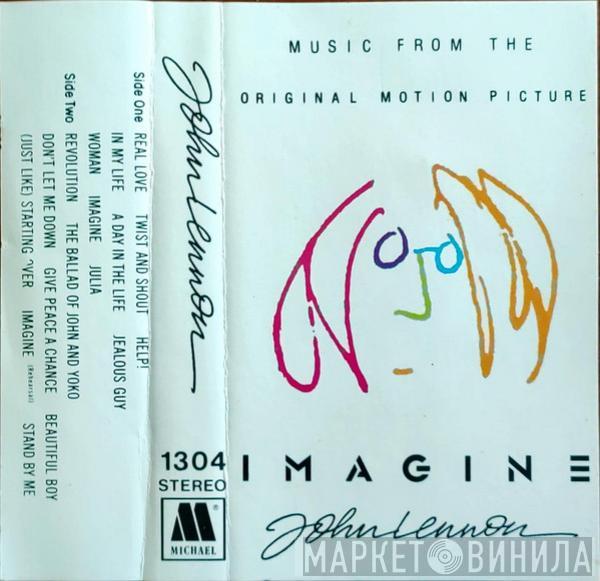 MUSIC FROM THE
ORIGINAL MOTION PICTURE
IMAGINE
John Lennon
John Lennon
1304
STEREO
M®
MICHAEL
Side One REAL LOVE TWIST AND SHOUT HELP!
IN MY LIFE A DAY IN THE LIFE JEALOUS GUY
WOMAN IMAGINE JULIA
Side Two REVOLUTION THE BALLAD OF JOHN AND YOKO
DON'T LET ME DOWN GIVE PEACE A CHANCE BEAUTIFUL BOY
(JUST LIKE) STARTING OVER IMAGINE (Rehearsal) STAND BY ME
МАРКЕТ ВИНИЛА